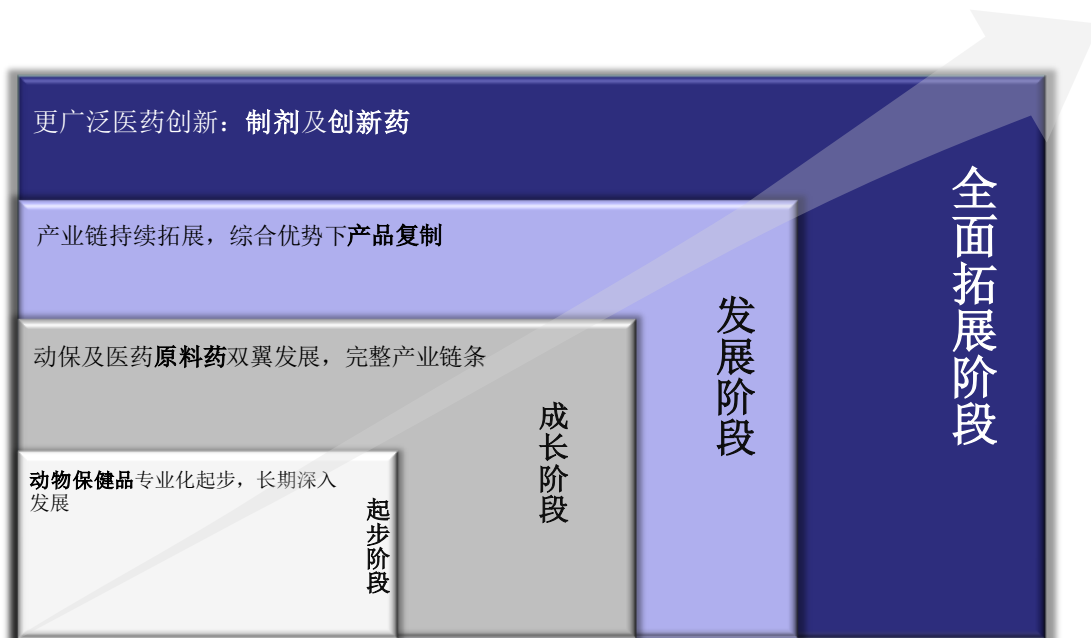 更广泛医药创新：制剂及创新药
全面拓展阶段
产业链持续拓展，综合优势下产品复制
发展阶段
动保及医药原料药双翼发展，完整产业链条
成长阶段
动物保健品专业化起步，长期深入
发展
起步阶段